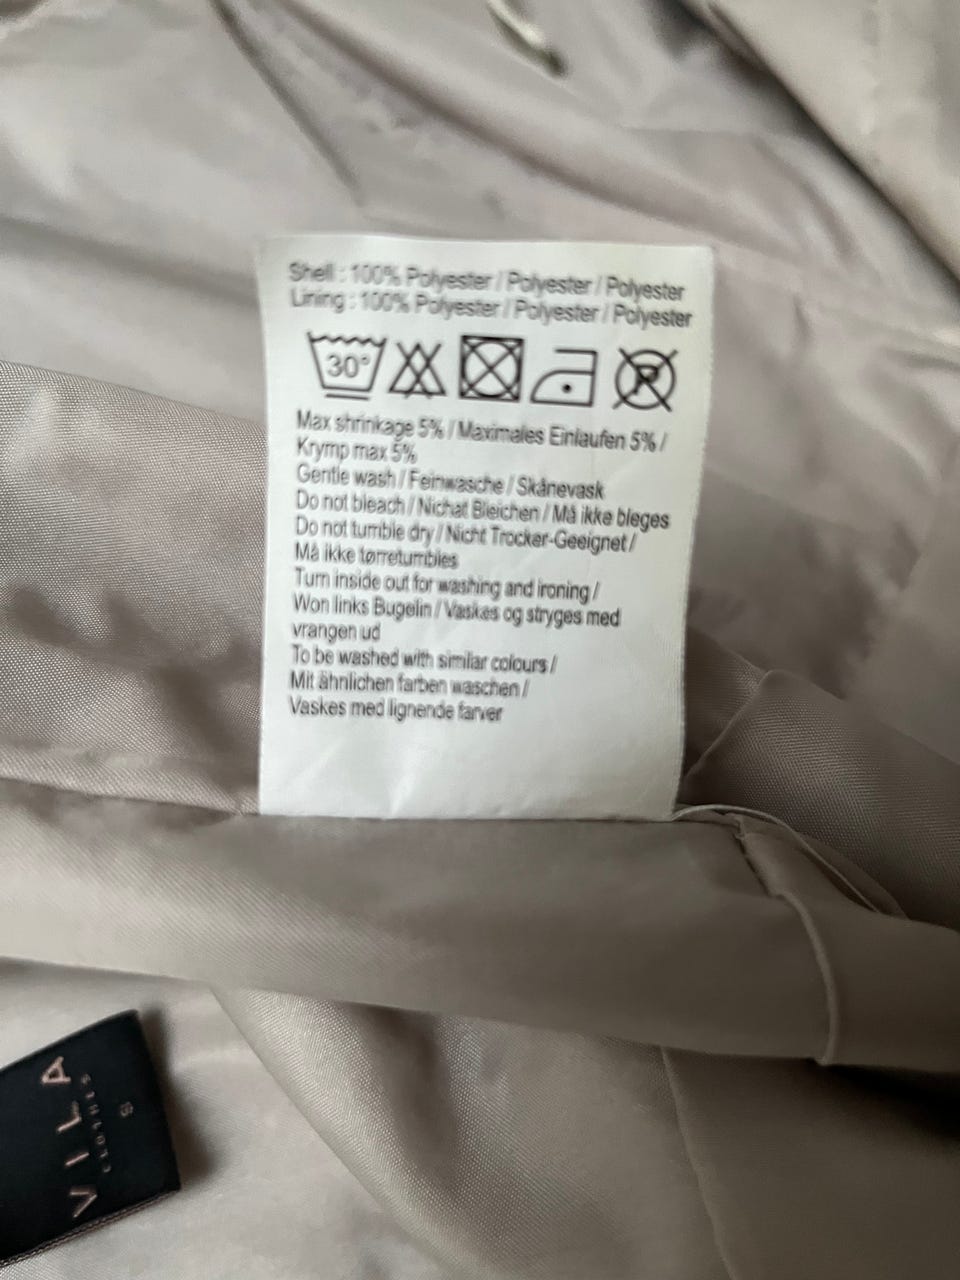 Shell : 100% Polyester / Polyester / Polyester
Lining : 100% Polyester / Polyester / Polyester
30°
P
Max shrinkage 5% / Maximales Einlaufen 5% /
Krymp max 5%
Gentle wash / Feinwasche / Skånevask
Do not bleach / Nichat Bleichen / Må ikke bleges
Do not tumble dry / Nicht Trocker-Geeignet /
Må ikke tørretumbles
Turn inside out for washing and ironing /
Won links Bugelin / Vaskes og stryges med
vrangen ud
To be washed with similar colours /
Mit ähnlichen farben waschen /
Vaskes med lignende farver
VILA
CLOTHES
S